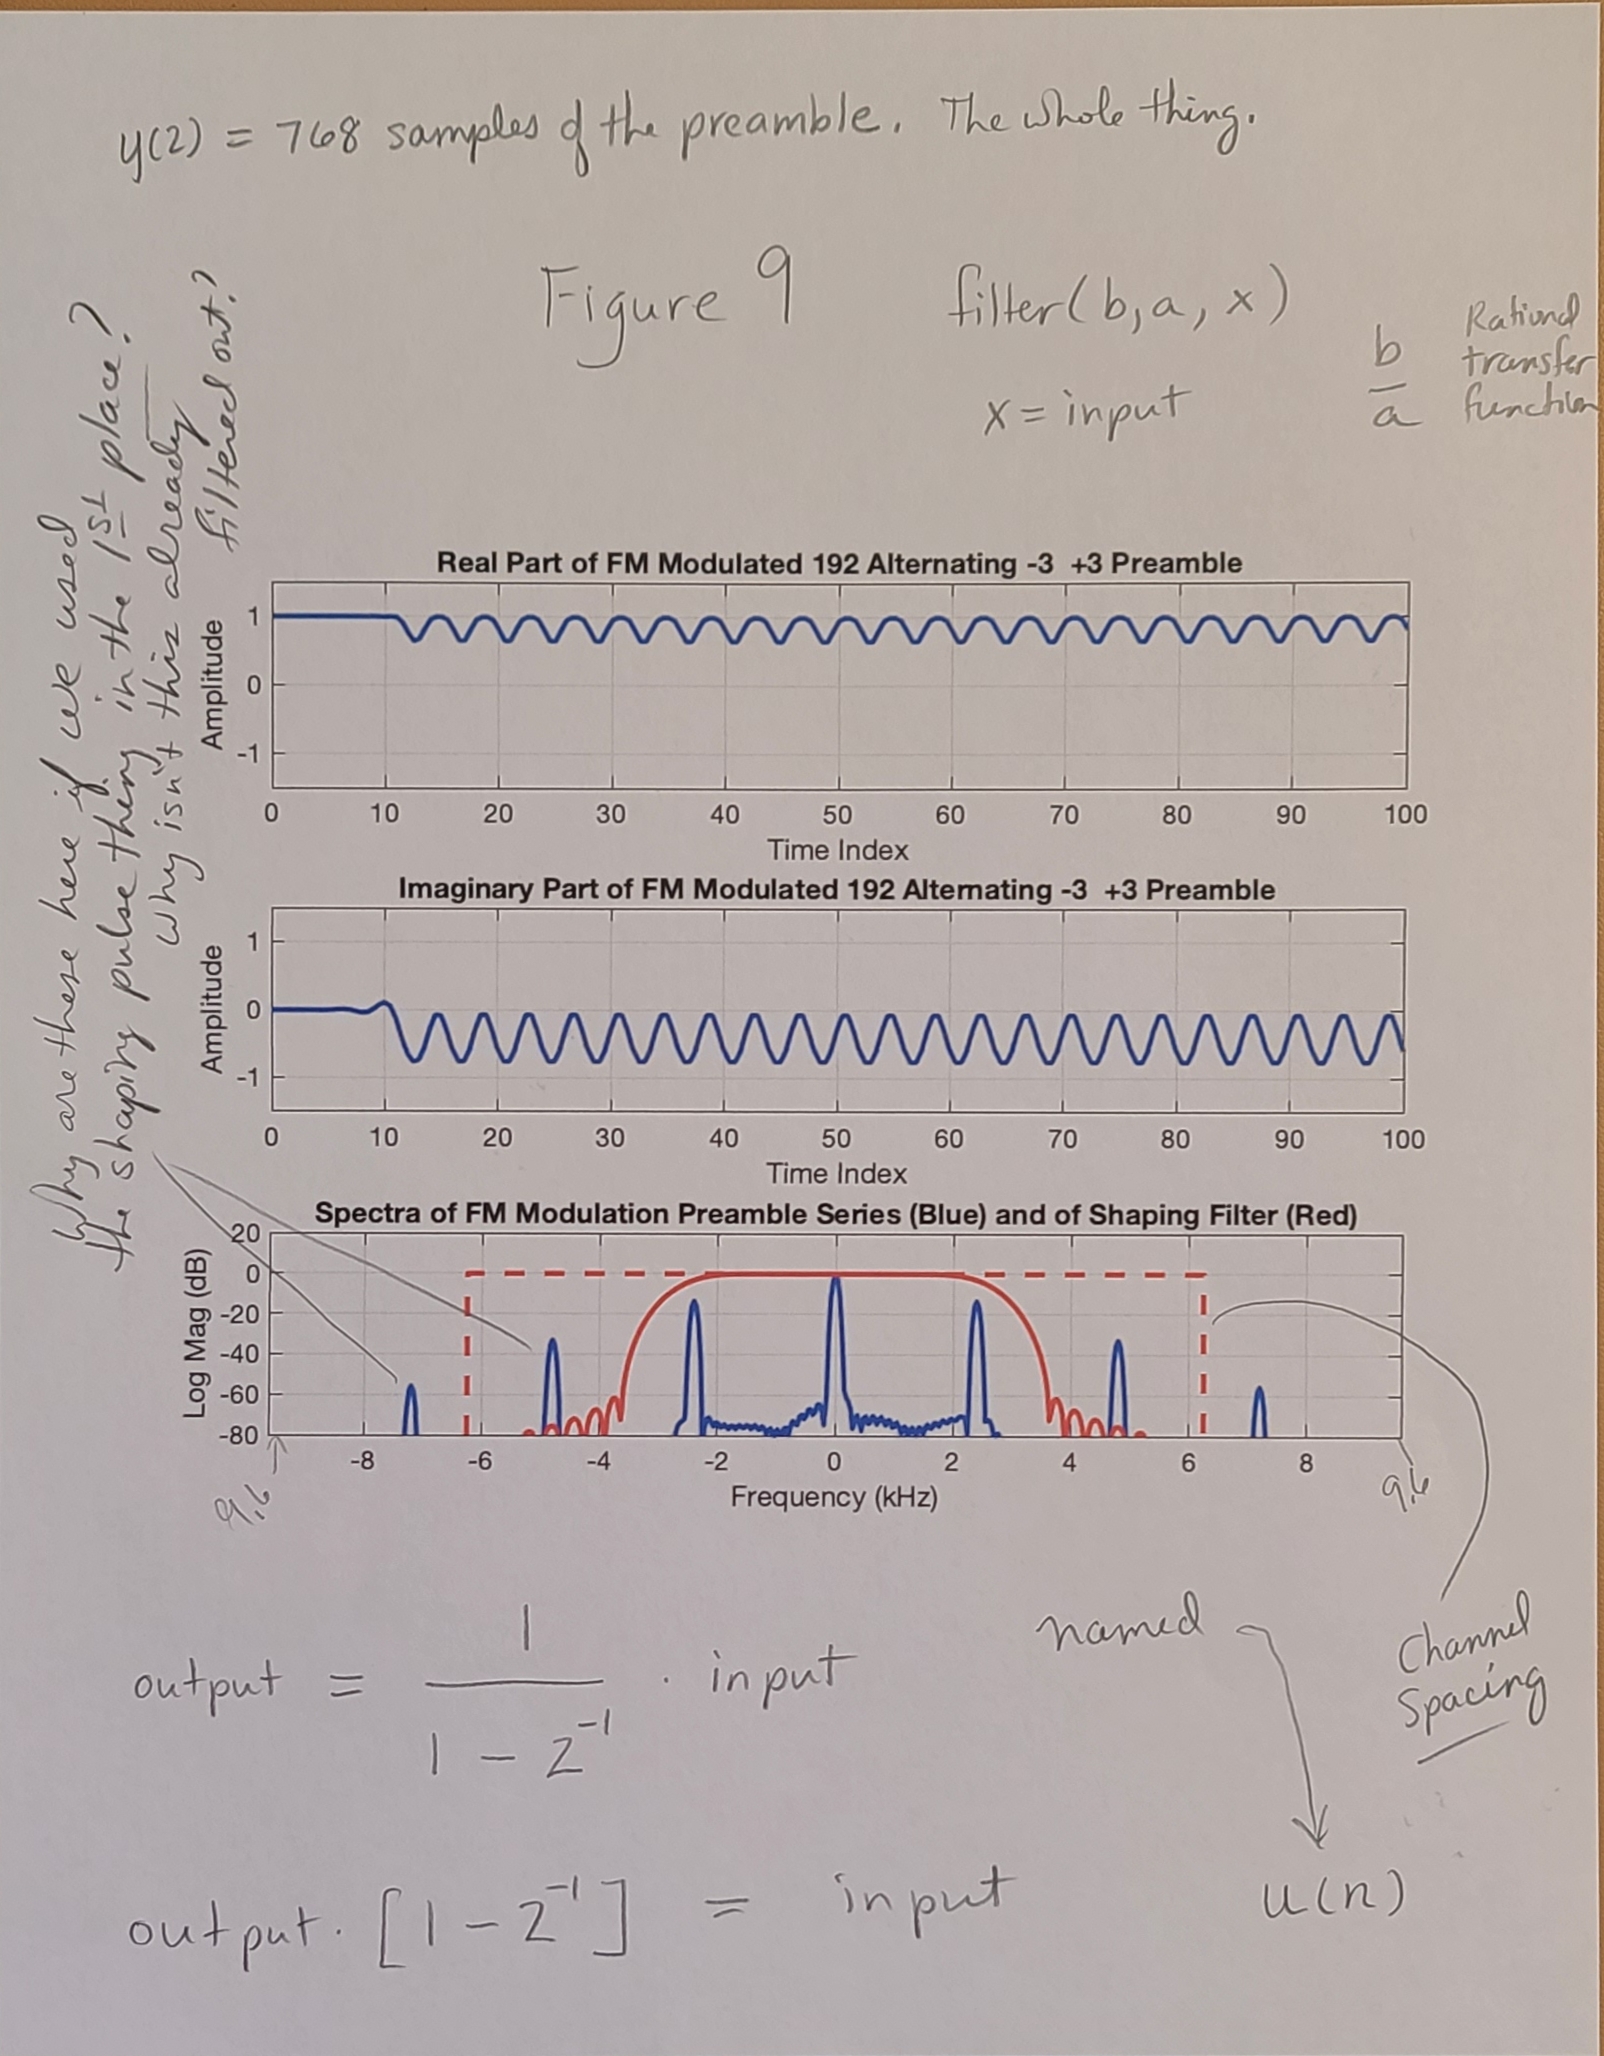 y(2) = 768 samples of the preamble. The whole thing.
Figure 9
filter(b,a,x)
x = input
b
a
Rational
transfer
function
Why are these here if we used
the shaping pulse thing in the 1st place?
Why isn't this already
filtered out?
Real Part of FM Modulated 192 Alternating -3 +3 Preamble
Amplitude
1
0
-1
0 10 20 30 40 50 60 70 80 90 100
Time Index
Imaginary Part of FM Modulated 192 Alternating -3 +3 Preamble
Amplitude
1
0
-1
0 10 20 30 40 50 60 70 80 90 100
Time Index
Spectra of FM Modulation Preamble Series (Blue) and of Shaping Filter (Red)
Log Mag (dB)
20
0
-20
-40
-60
-80
-8 -6 -4 -2 0 2 4 6 8
Frequency (kHz)
9.6
9.6
output = 1 / 1 - z^-1 · input
named
Channel
Spacing
output · [1 - z^-1] = input
u(n)